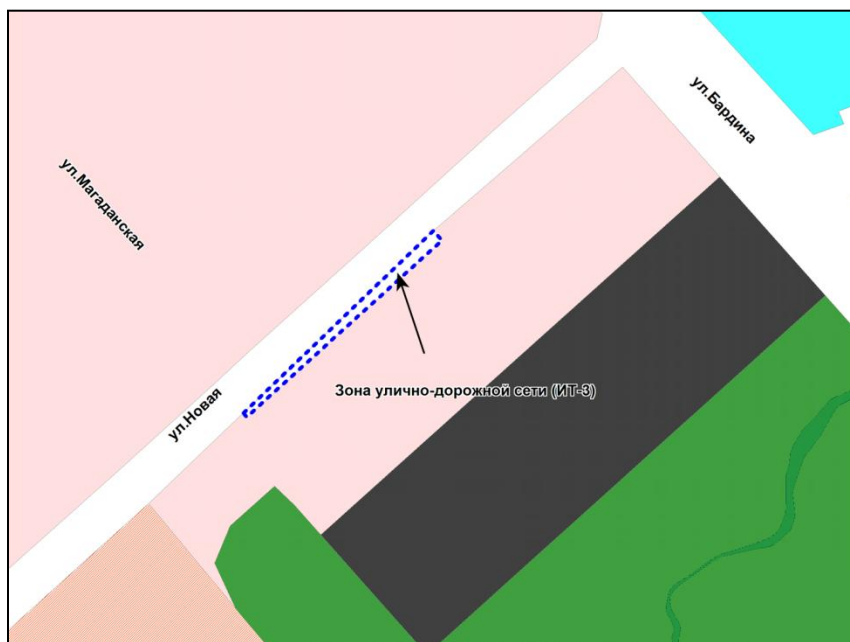 ул.Бардина
ул.Магаданская
Зона улично-дорожной сети (ИТ-3)
ул.Новая